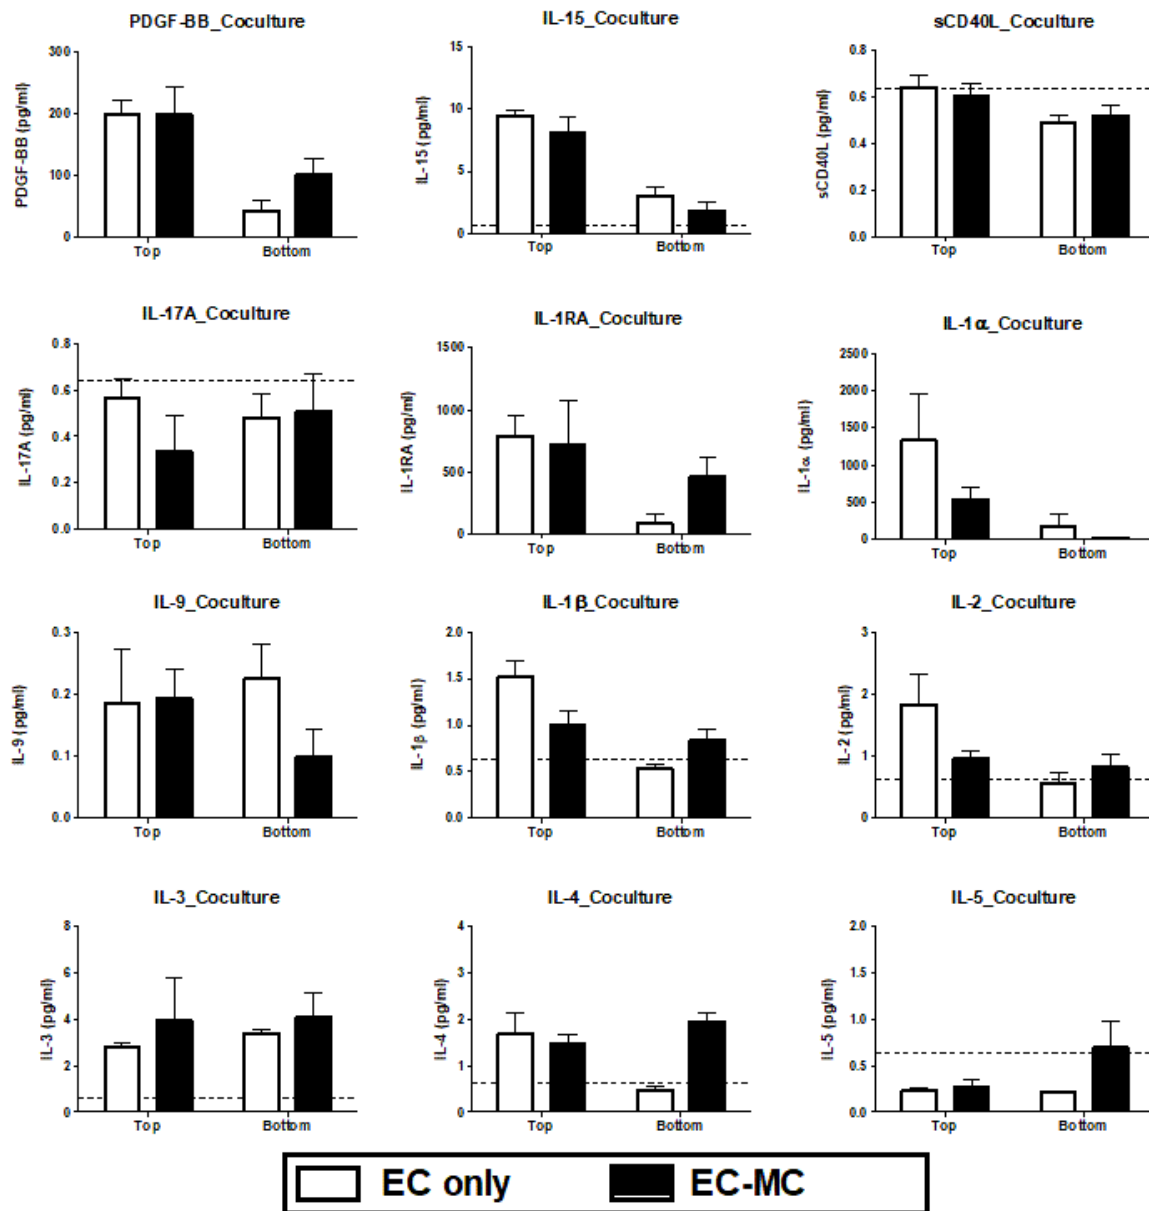 PDGF-BB_Coculture
PDGF-BB (pg/ml)
300
200
100
0
Top Bottom
IL-15_Coculture
IL-15 (pg/ml)
15
10
5
0
Top Bottom
sCD40L_Coculture
sCD40L (pg/ml)
0.8
0.6
0.4
0.2
0.0
Top Bottom
IL-17A_Coculture
IL-17A (pg/ml)
0.8
0.6
0.4
0.2
0.0
Top Bottom
IL-1RA_Coculture
IL-1RA (pg/ml)
1500
1000
500
0
Top Bottom
IL-1α_Coculture
IL-1α (pg/ml)
2500
2000
1500
1000
500
0
Top Bottom
IL-9_Coculture
IL-9 (pg/ml)
0.3
0.2
0.1
0.0
Top Bottom
IL-1β_Coculture
IL-1β (pg/ml)
2.0
1.5
1.0
0.5
0.0
Top Bottom
IL-2_Coculture
IL-2 (pg/ml)
3
2
1
0
Top Bottom
IL-3_Coculture
IL-3 (pg/ml)
8
6
4
2
0
Top Bottom
IL-4_Coculture
IL-4 (pg/ml)
4
3
2
1
0
Top Bottom
IL-5_Coculture
IL-5 (pg/ml)
2.0
1.5
1.0
0.5
0.0
Top Bottom
EC only EC-MC